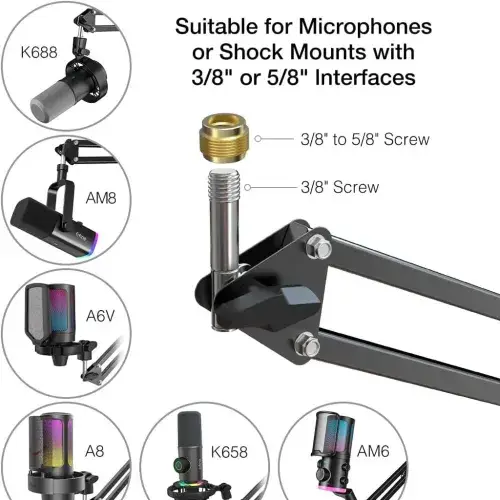 Suitable for Microphones
or Shock Mounts with
3/8" or 5/8" Interfaces
K688
3/8" to 5/8" Screw
3/8" Screw
AM8
A6V
A8
K658
AM6